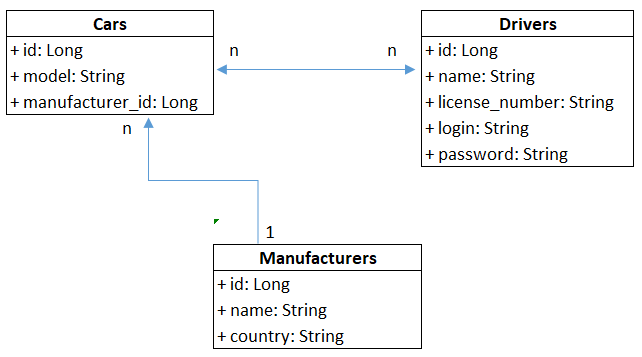 Cars
+ id: Long
+ model: String
+ manufacturer_id: Long
n
n
Drivers
+ id: Long
+ name: String
+ license_number: String
+ login: String
+ password: String
n
1
Manufacturers
+ id: Long
+ name: String
+ country: String